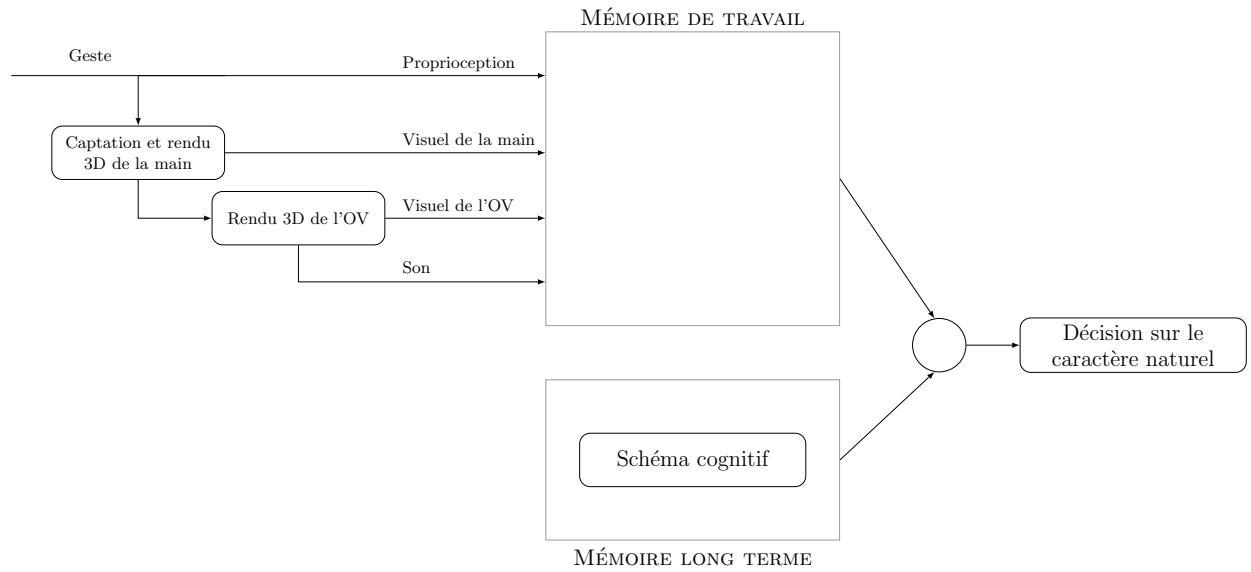 MÉMOIRE DE TRAVAIL
Geste
Proprioception
Captation et rendu
3D de la main
Visuel de la main
Rendu 3D de l'OV
Visuel de l'OV
Son
Décision sur le
caractère naturel
Schéma cognitif
MÉMOIRE LONG TERME